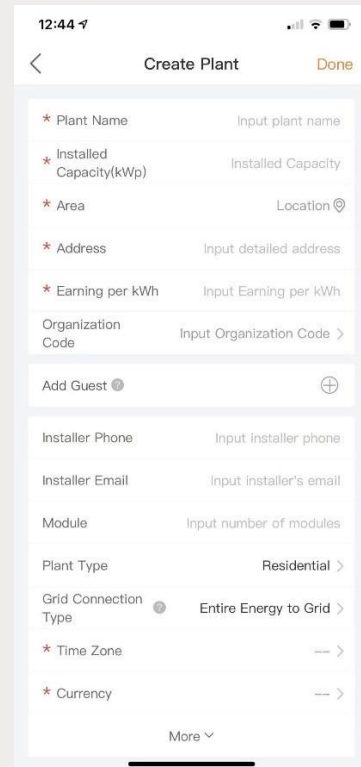 12:44
Create Plant
Done
* Plant Name
Input plant name
* Installed
Capacity(kWp)
Installed Capacity
* Area
Location
* Address
Input detailed address
* Earning per kWh
Input Earning per kWh
Organization
Code
Input Organization Code >
Add Guest ?
Installer Phone
Input installer phone
Installer Email
Input installer's email
Module
Input number of modules
Plant Type
Residential >
Grid Connection
Type
?
Entire Energy to Grid >
* Time Zone
-- >
* Currency
-- >
More